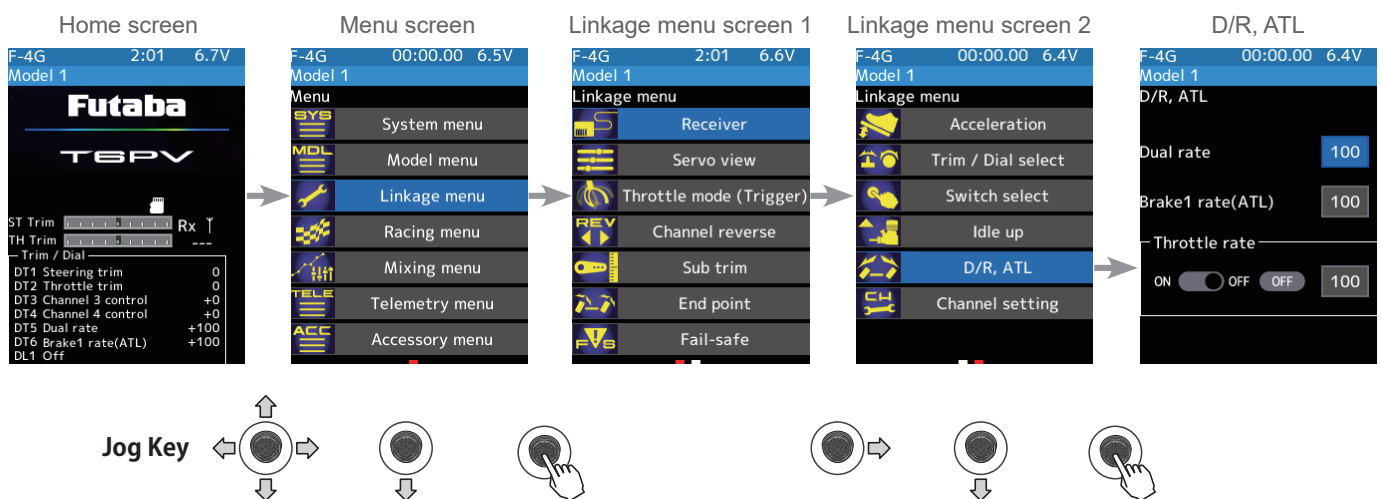 Home screen
F-4G 2:01 6.7V
Model 1
Futaba
T6PV
ST Trim
Rx
TH Trim
---
Trim / Dial
DT1 Steering trim 0
DT2 Throttle trim 0
DT3 Channel 3 control +0
DT4 Channel 4 control +0
DT5 Dual rate +100
DT6 Brake1 rate(ATL) +100
DL1 Off
Menu screen
F-4G 00:00.00 6.5V
Model 1
Menu
SYS System menu
MDL Model menu
Linkage menu
Racing menu
Mixing menu
TELE Telemetry menu
ACC Accessory menu
Linkage menu screen 1
F-4G 2:01 6.6V
Model 1
Linkage menu
Receiver
Servo view
Throttle mode (Trigger)
REV Channel reverse
Sub trim
End point
F/S Fail-safe
Linkage menu screen 2
F-4G 00:00.00 6.4V
Model 1
Linkage menu
Acceleration
Trim / Dial select
Switch select
Idle up
D/R, ATL
CH Channel setting
D/R, ATL
F-4G 00:00.00 6.4V
Model 1
D/R, ATL
Dual rate 100
Brake1 rate(ATL) 100
Throttle rate
ON OFF OFF 100
Jog Key